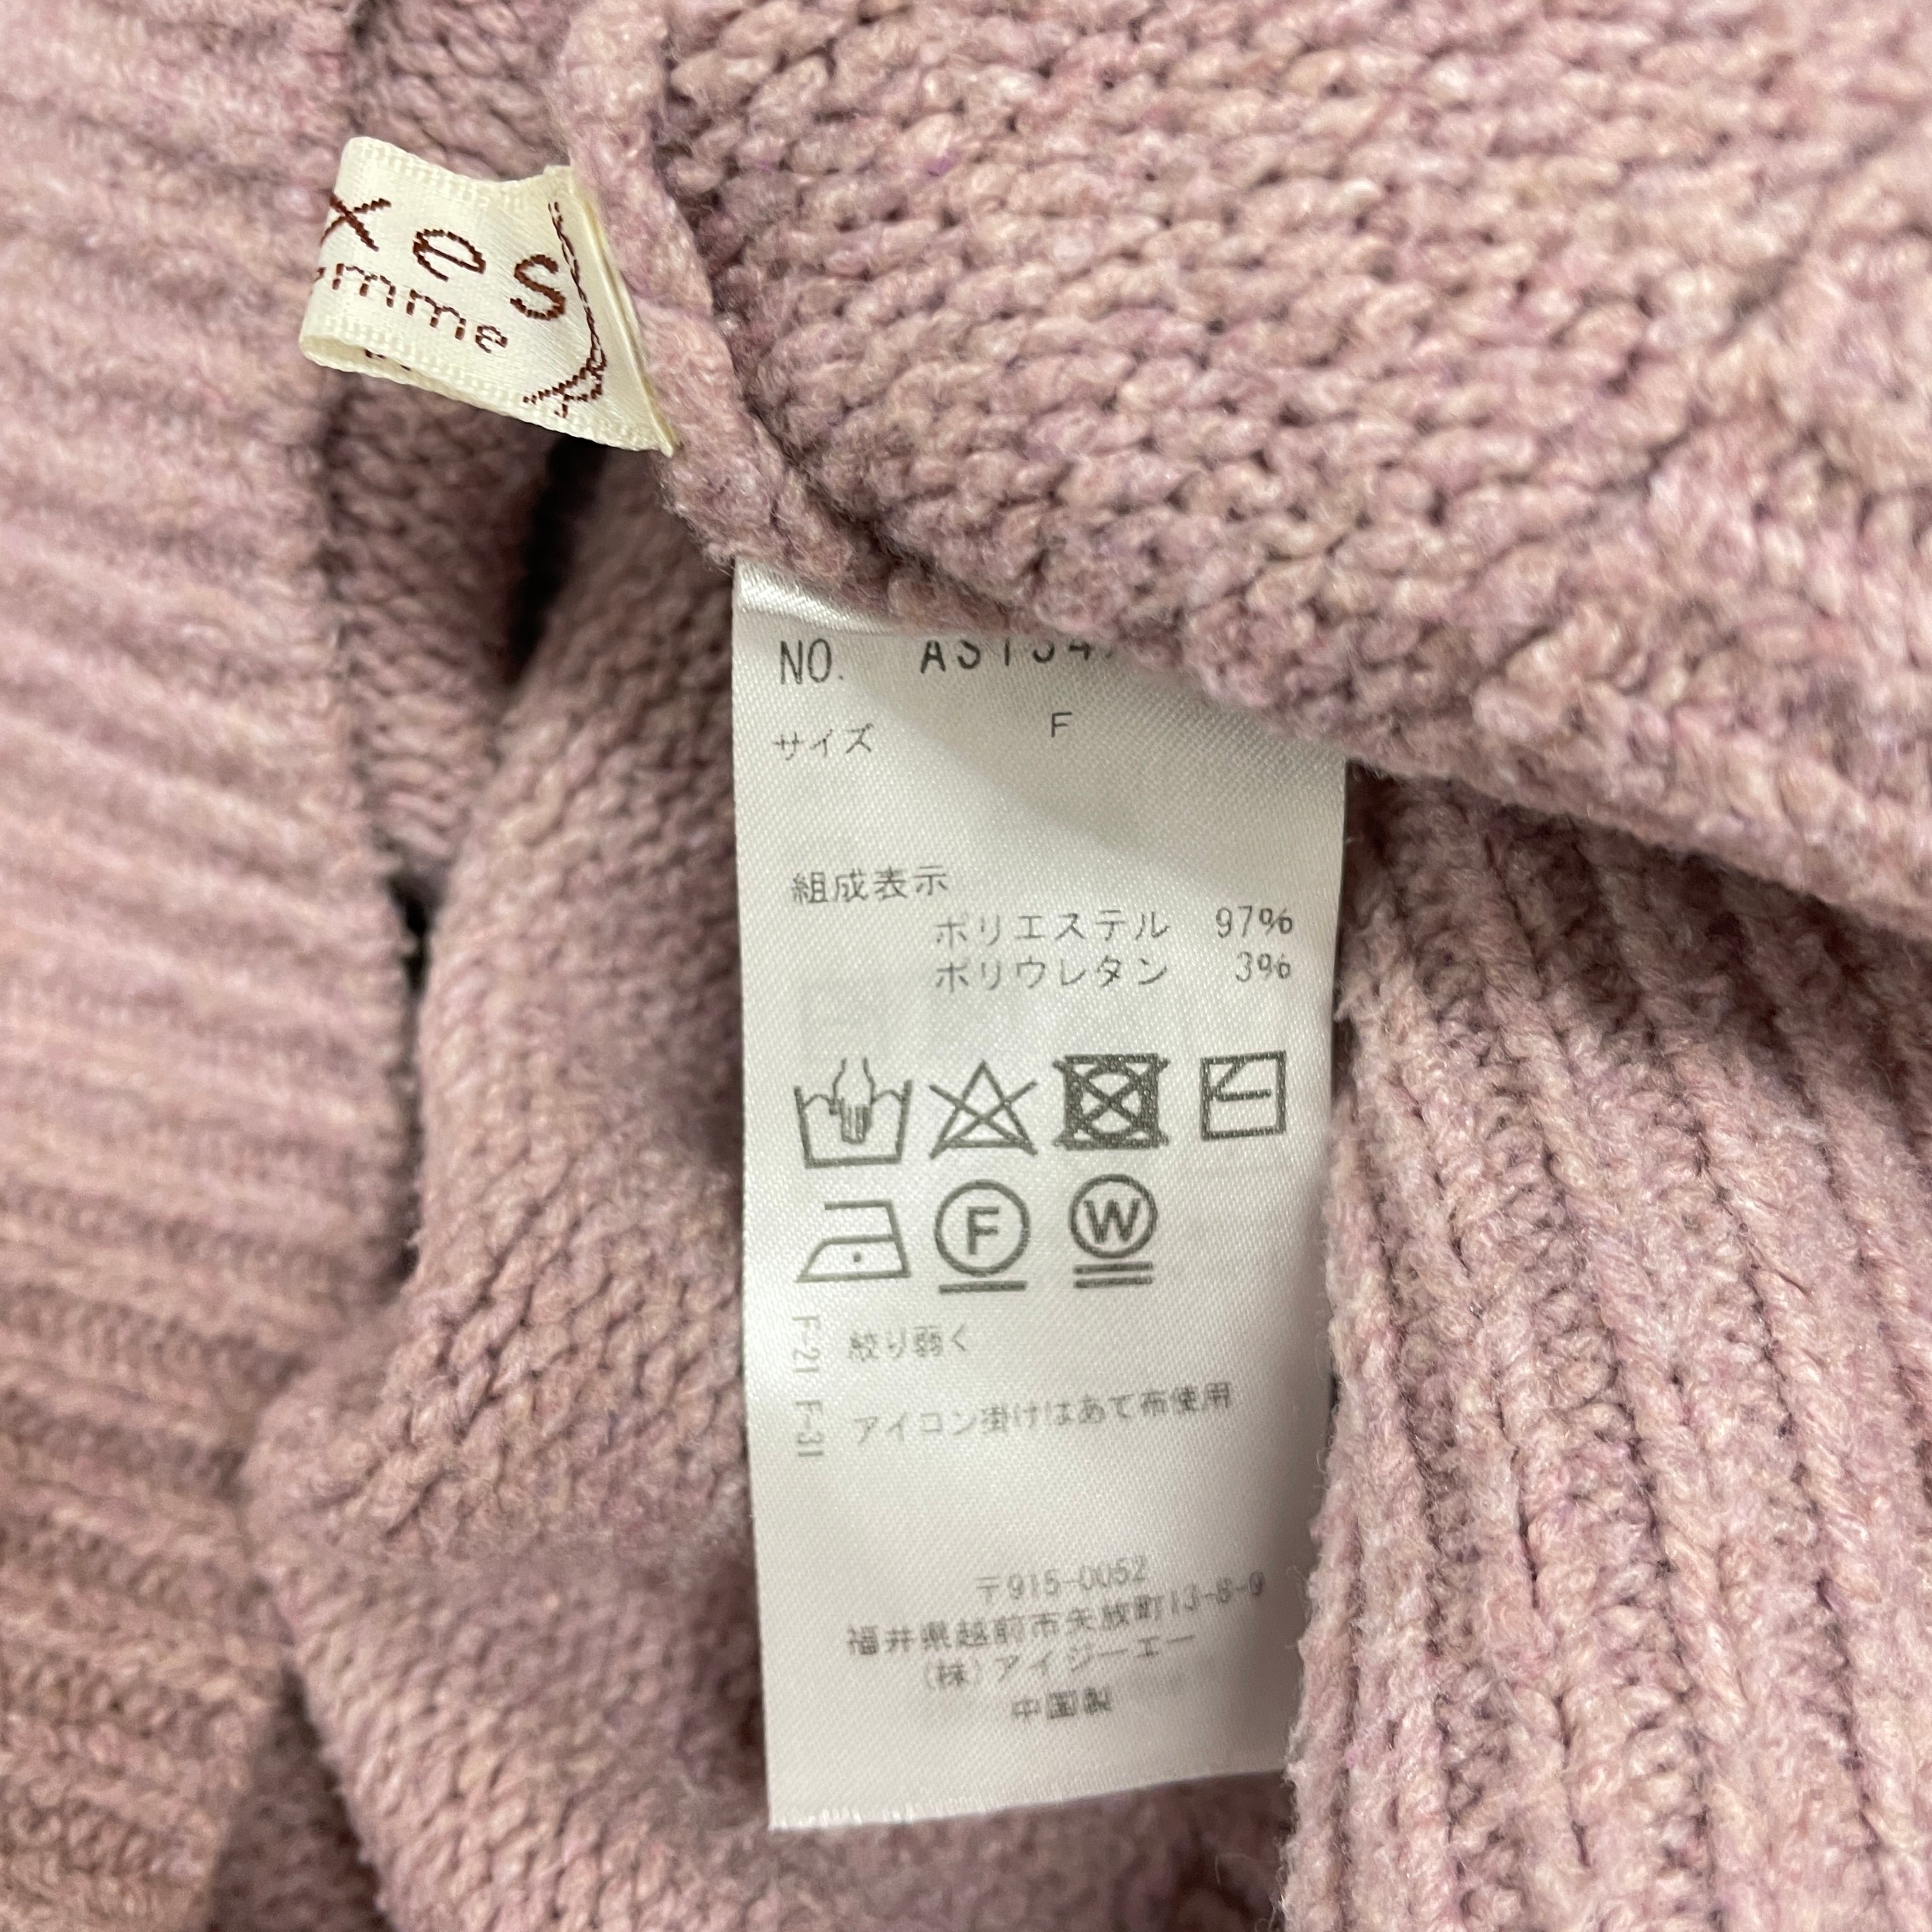 xes
emme
NO.
サイズ F
組成表示
ポリエステル 97%
ポリウレタン 3%
F
W
F-21 絞り弱く
F-31 アイコン掛けはあて布使用
〒915-0052
福井県越前市矢放町13-8-9
(株)アイジーエー
中国製